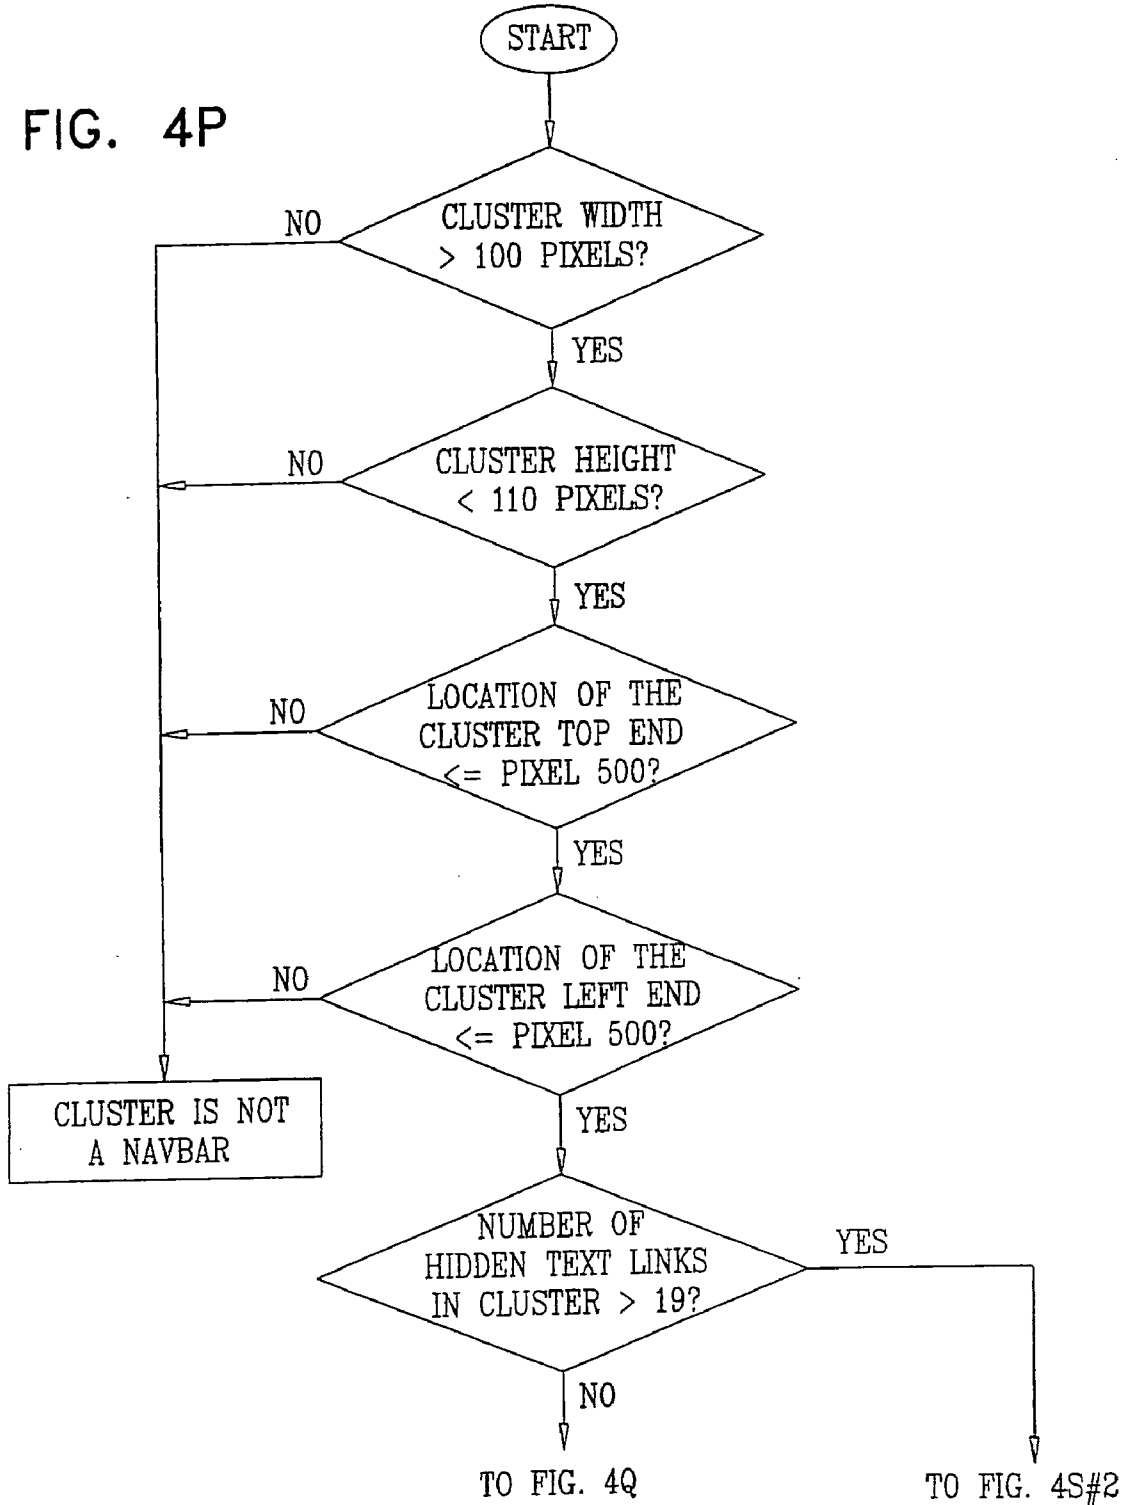 START
FIG. 4P
NO
CLUSTER WIDTH
> 100 PIXELS?
YES
NO
CLUSTER HEIGHT
< 110 PIXELS?
YES
NO
LOCATION OF THE
CLUSTER TOP END
<= PIXEL 500?
YES
NO
LOCATION OF THE
CLUSTER LEFT END
<= PIXEL 500?
YES
CLUSTER IS NOT
A NAVBAR
NUMBER OF
HIDDEN TEXT LINKS
IN CLUSTER > 19?
YES
NO
TO FIG. 4Q
TO FIG. 4S#2